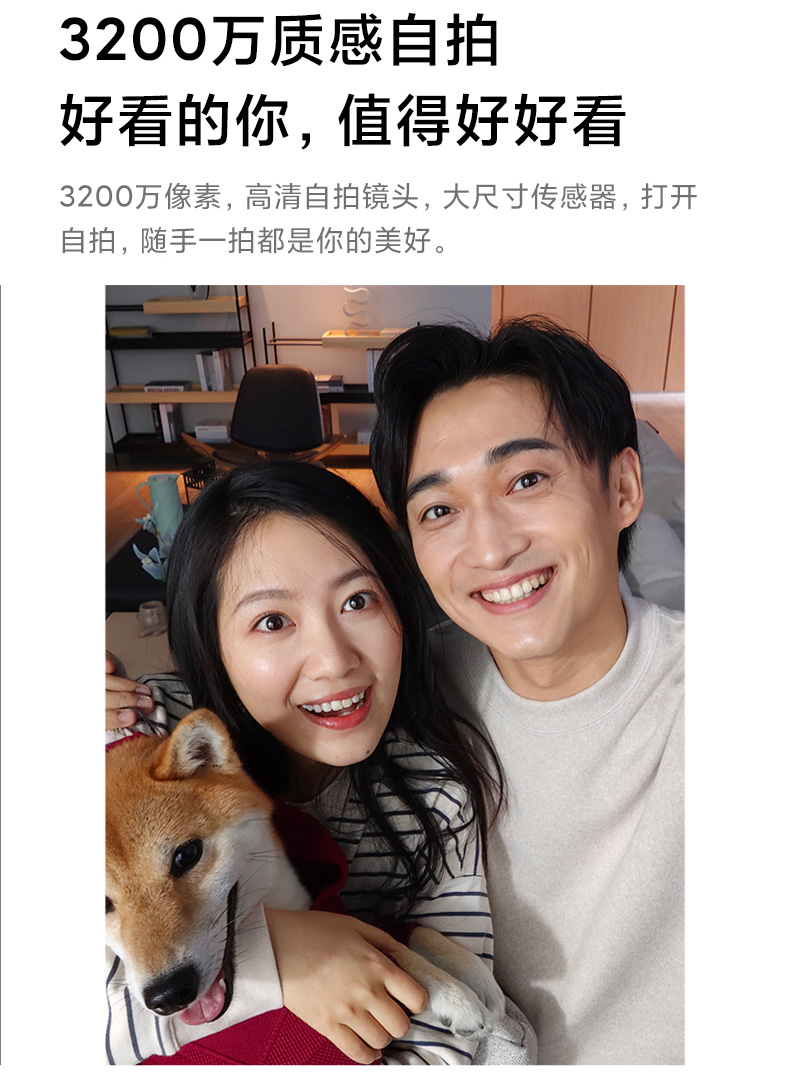 3200万质感自拍
好看的你，值得好好看
3200万像素，高清自拍镜头，大尺寸传感器，打开
自拍，随手一拍都是你的美好。